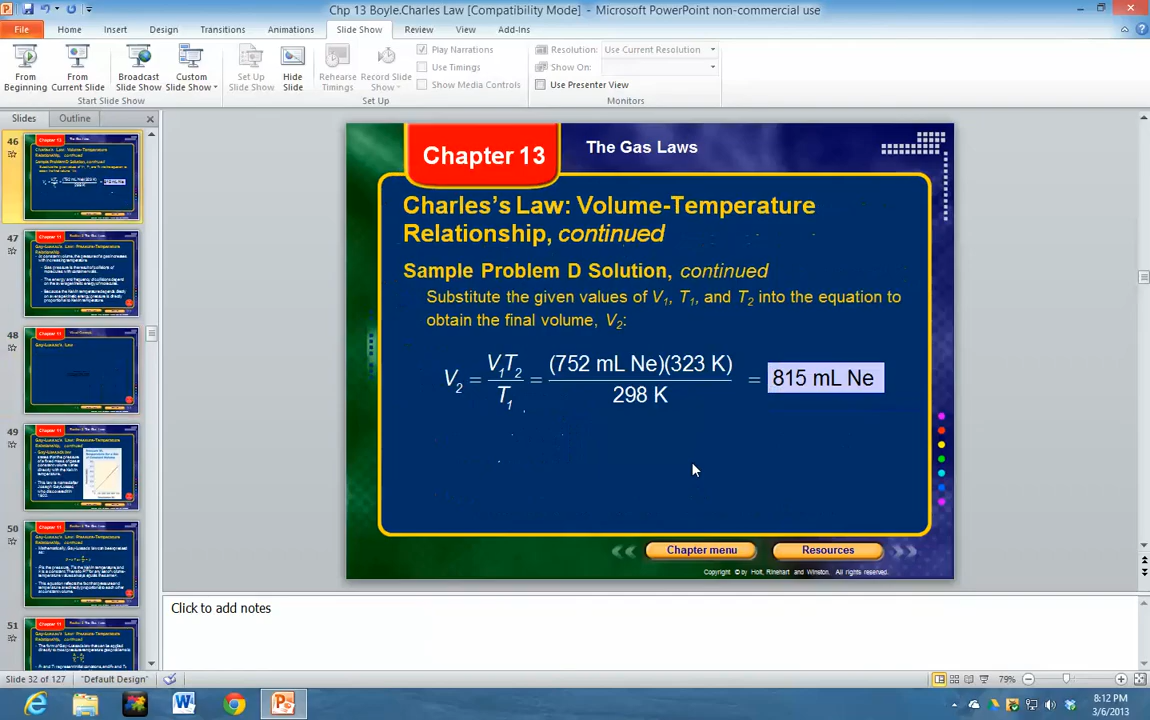 Chp 13 Boyle.Charles Law [Compatibility Mode] - Microsoft PowerPoint non-commercial use
File Home Insert Design Transitions Animations Slide Show Review View Add-Ins
From Beginning
From Current Slide
Broadcast Slide Show
Custom Slide Show
Set Up Slide Show
Hide Slide
Rehearse Timings
Record Slide Show
Play Narrations
Use Timings
Show Media Controls
Resolution: Use Current Resolution
Show On:
Use Presenter View
Start Slide Show
Set Up
Monitors
Slides Outline
46
47
48
49
50
51
Chapter 13
The Gas Laws
Charles's Law: Volume-Temperature
Relationship, continued
Sample Problem D Solution, continued
Substitute the given values of V1, T1, and T2 into the equation to
obtain the final volume, V2:
V2 = V1T2 / T1 = (752 mL Ne)(323 K) / 298 K = 815 mL Ne
Chapter menu
Resources
Copyright © by Holt, Rinehart and Winston. All rights reserved.
Click to add notes
Slide 32 of 127
"Default Design"
79%
8:12 PM
3/6/2013